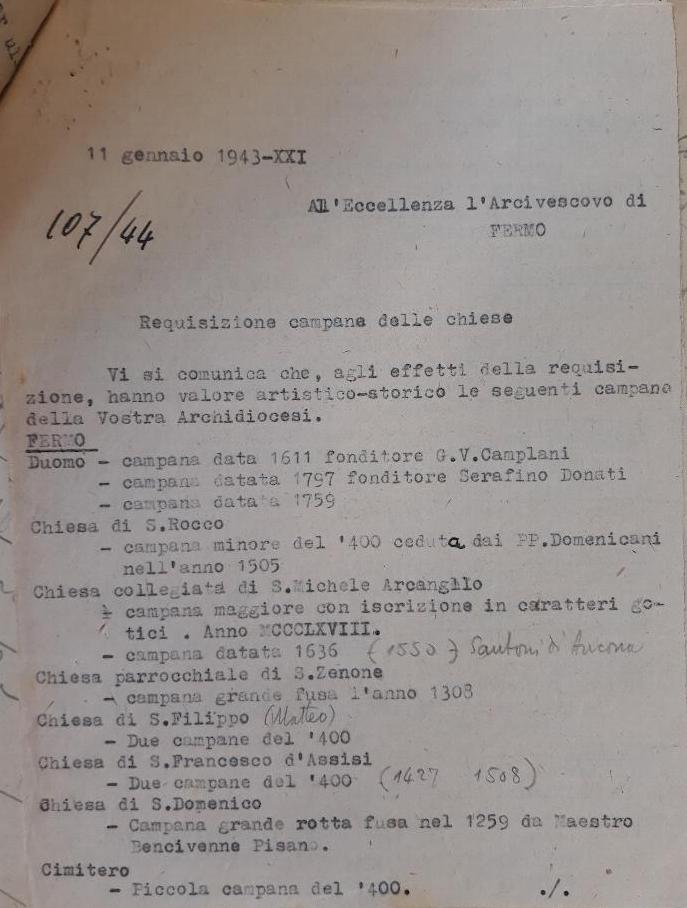 11 gennaio 1943-XXI
107/44
All'Eccellenza l'Arcivescovo di
FERMO
Requisizione campane delle chiese
Vi si comunica che, agli effetti della requisi-
zione, hanno valore artistico-storico le seguenti campane
della Vostra Archidiocesi.
FERMO
Duomo - campana data 1611 fonditore G.V.Camplani
- campana datata 1797 fonditore Serafino Donati
- campana datata 1759
Chiesa di S.Rocco
- campana minore del '400 ceduta dai PP.Domenicani
nell'anno 1505
Chiesa collegiata di S.Michele Arcangllo
- campana maggiore con iscrizione in caratteri go-
tici . Anno MCCCLXVIII.
- campana datata 1636 (1550) Santoni d'Ancona
Chiesa parrocchiale di S.Zenone
- campana grande fusa l'anno 1308
Chiesa di S.Filippo (Matteo)
- Due campane del '400
Chiesa di S.Francesco d'Assisi
- Due campane del '400 (1427 1508)
Chiesa di S.Domenico
- Campana grande rotta fusa nel 1259 da Maestro
Bencivenne Pisano.
Cimitero
- Piccola campana del '400. ./.